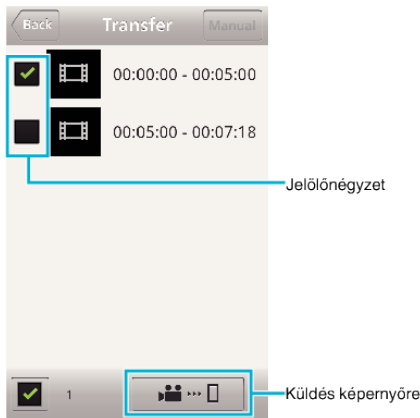 Back Transfer Manual
00:00:00 - 00:05:00
00:05:00 - 00:07:18
Jelölőnégyzet
1
Küldés képernyőre